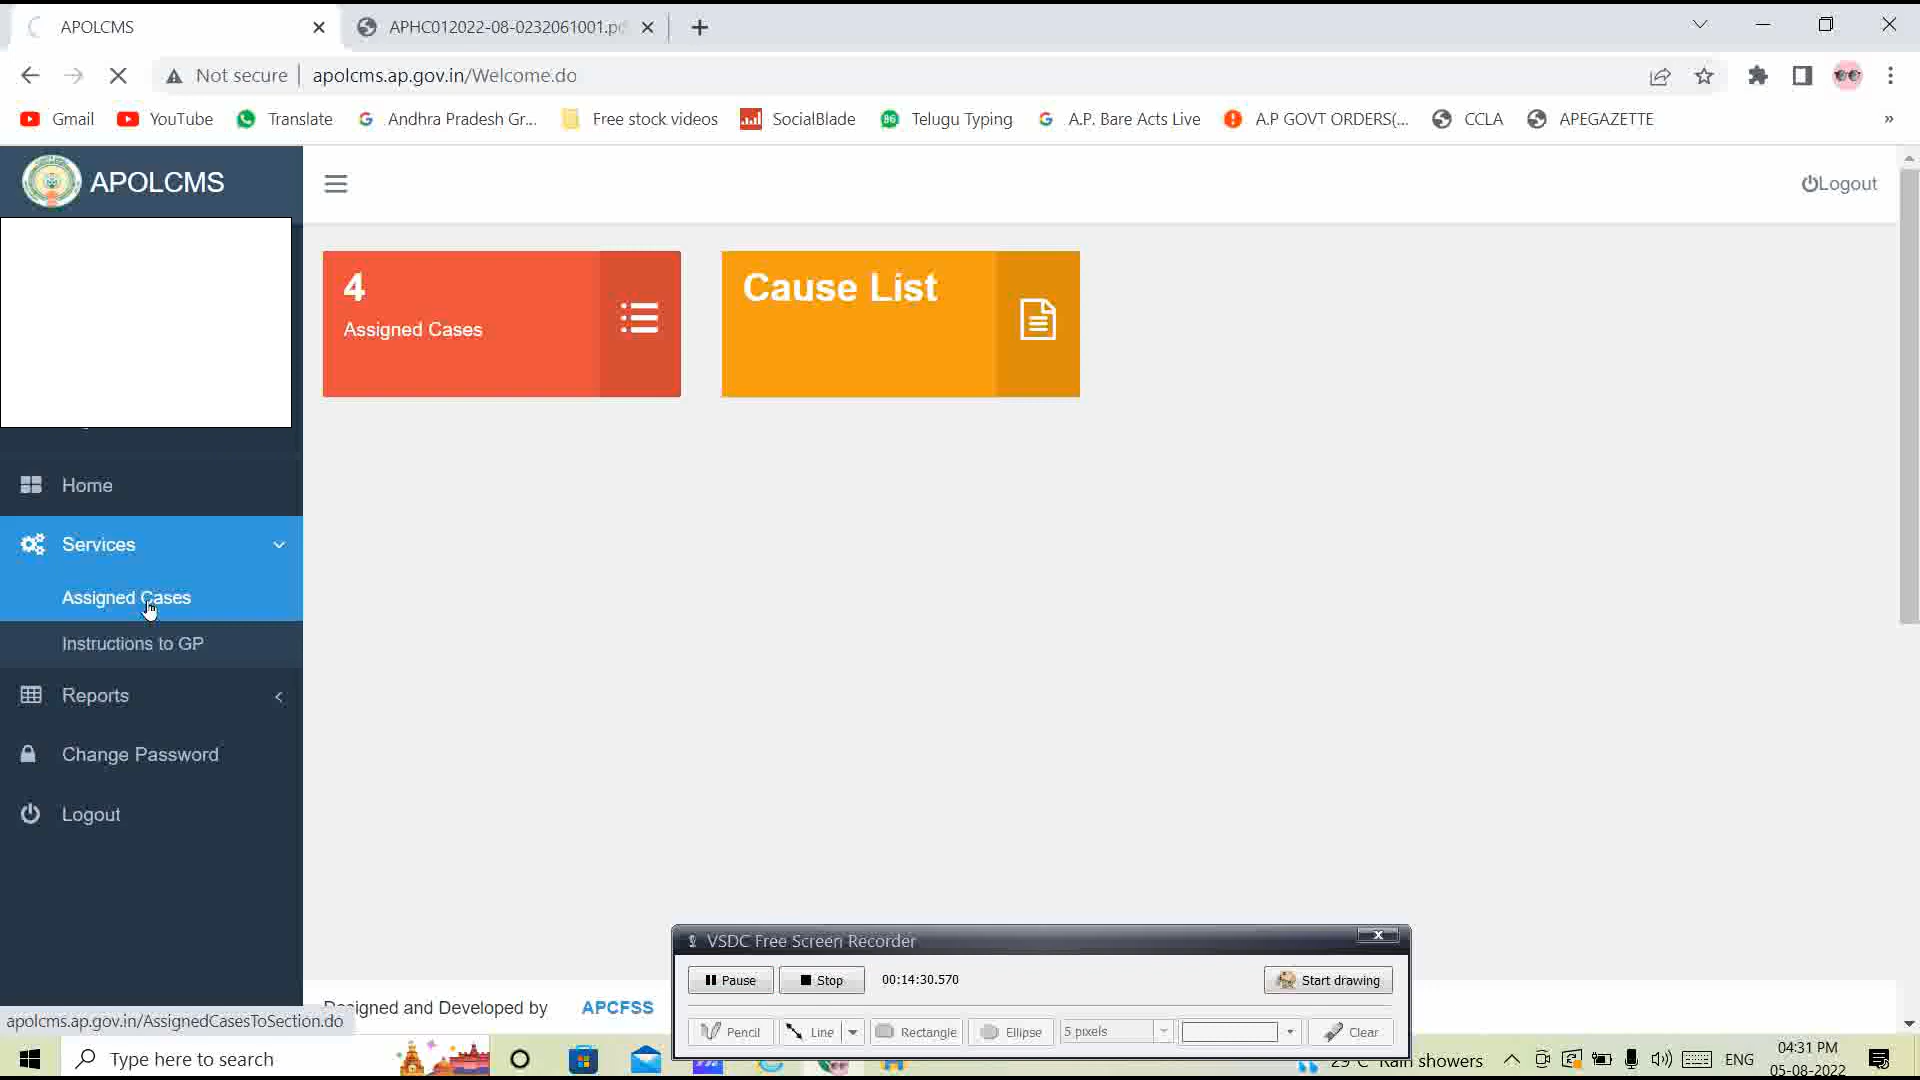 APOLCMS
APHC012022-08-0232061001.p
Not secure
apolcms.ap.gov.in/Welcome.do
Gmail
YouTube
Translate
Andhra Pradesh Gr...
Free stock videos
SocialBlade
Telugu Typing
A.P. Bare Acts Live
A.P GOVT ORDERS(...
CCLA
APEGAZETTE
»
APOLCMS
Logout
4
Assigned Cases
Cause List
Home
Services
Assigned Cases
Instructions to GP
Reports
Change Password
Logout
VSDC Free Screen Recorder
Pause
Stop
00:14:30.570
Start drawing
Pencil
Line
Rectangle
Ellipse
5 pixels
Clear
and Developed by APCFSS
apolcms.ap.gov.in/AssignedCasesToSection.do
Type here to search
29°C Rain showers
ENG
04:31 PM
05-08-2022